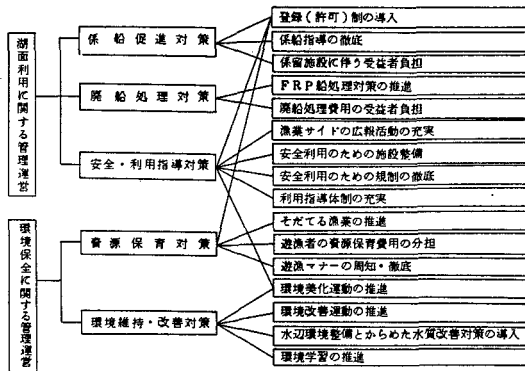 湖面利用に関する管理運営
係船促進対策
廃船処理対策
安全・利用指導対策
環境保全に関する管理運営
資源保育対策
環境維持・改善対策
登録(許可)制の導入
係船指導の徹底
係留施設に伴う受益者負担
FRP船処理対策の推進
廃船処理費用の受益者負担
漁業サイドの広報活動の充実
安全利用のための施設整備
安全利用のための規制の徹底
利用指導体制の充実
そだてる漁業の推進
遊漁者の資源保育費用の分担
遊漁マナーの周知・徹底
環境美化運動の推進
環境改善運動の推進
水辺環境整備とからめた水質改善対策の導入
環境学習の推進